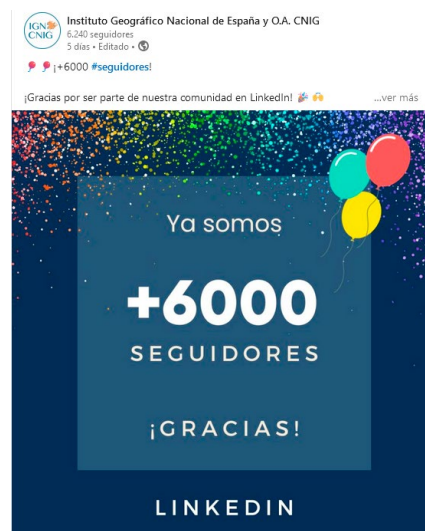 IGN
CNIG
Instituto Geográfico Nacional de España y O.A. CNIG
6.240 seguidores
5 días • Editado •
¡+6000 #seguidores!
¡Gracias por ser parte de nuestra comunidad en LinkedIn! ...ver más
Ya somos
+6000
SEGUIDORES
¡GRACIAS!
LINKEDIN